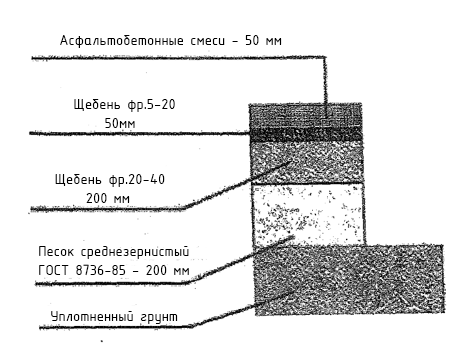 Асфальтобетонные смеси - 50 мм
Щебень фр.5-20
50мм
Щебень фр.20-40
200 мм
Песок среднезернистый
ГОСТ 8736-85 - 200 мм
Уплотненный грунт